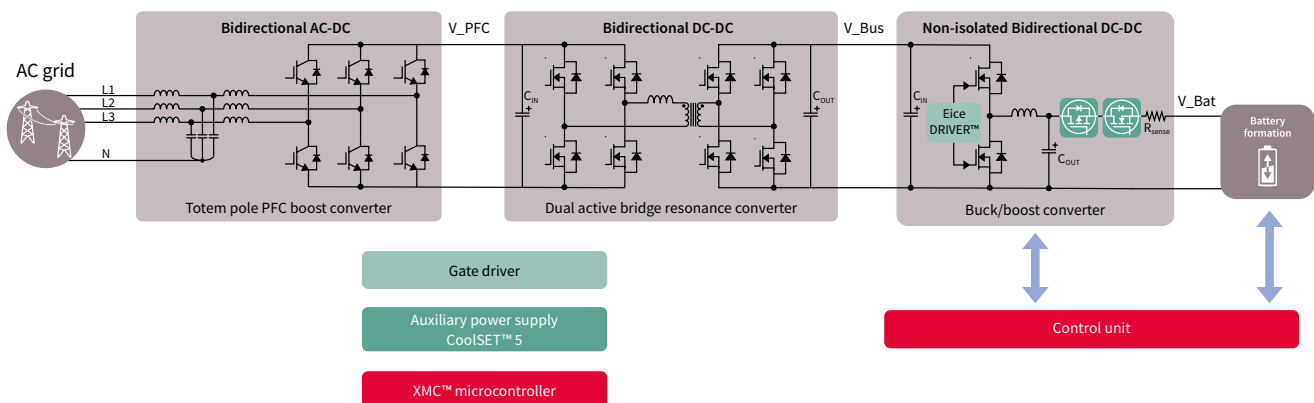 Bidirectional AC-DC
V_PFC
Bidirectional DC-DC
V_Bus
Non-isolated Bidirectional DC-DC
AC grid
L1
L2
L3
N
C_IN
C_OUT
C_IN
Eice
DRIVER™
C_OUT
R_sense
V_Bat
Battery
formation
Totem pole PFC boost converter
Dual active bridge resonance converter
Buck/boost converter
Gate driver
Auxiliary power supply
CoolSET™ 5
Control unit
XMC™ microcontroller